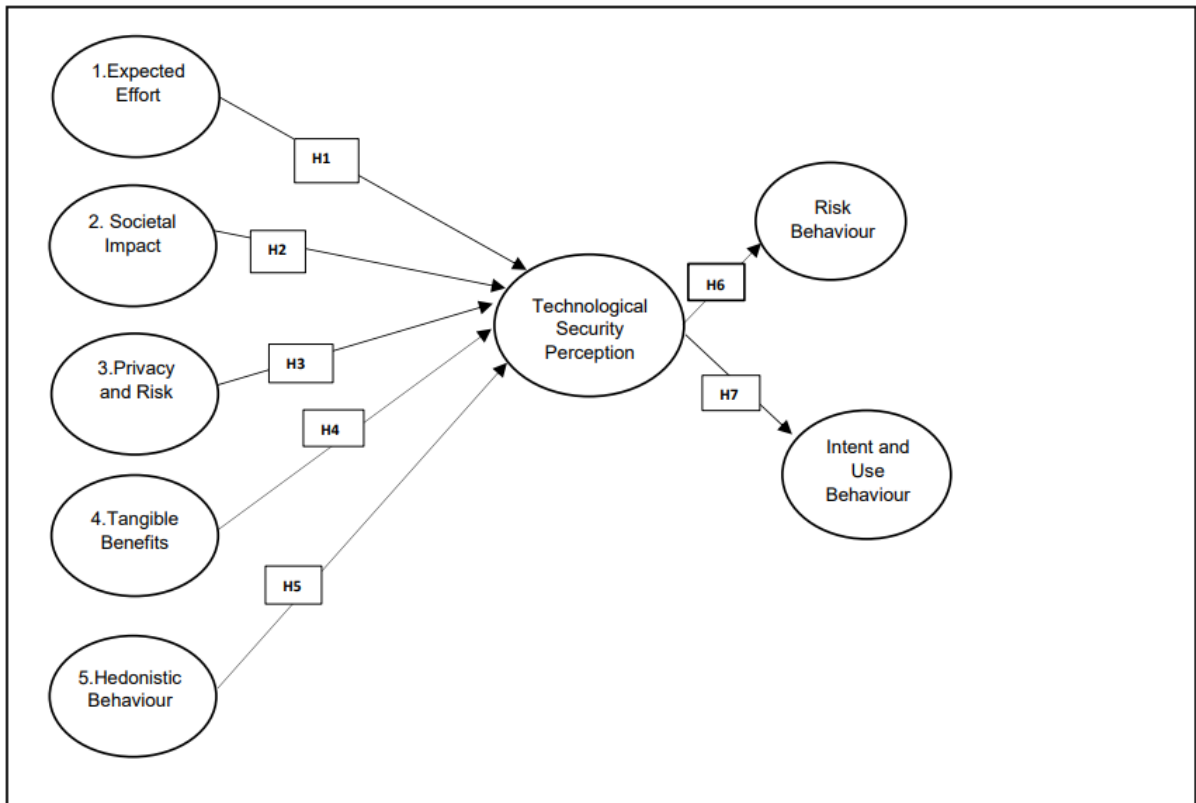 1.Expected
Effort
H1
2. Societal
Impact
H2
3.Privacy
and Risk
H3
4.Tangible
Benefits
H4
5.Hedonistic
Behaviour
H5
Technological
Security
Perception
H6
Risk
Behaviour
H7
Intent and
Use
Behaviour